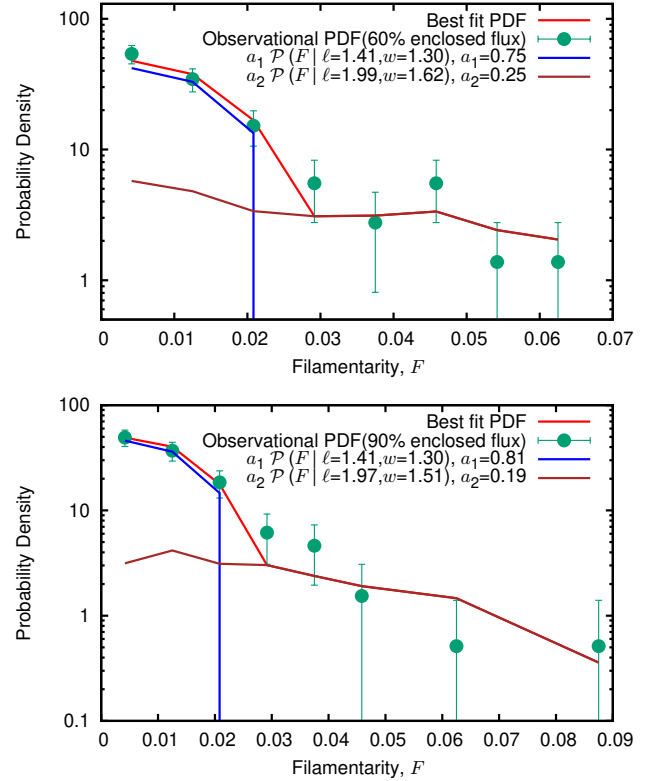 100
10
1
Probability Density
Best fit PDF
Observational PDF(60% enclosed flux)
a₁ 𝒫 (F | ℓ=1.41,w=1.30), a₁=0.75
a₂ 𝒫 (F | ℓ=1.99,w=1.62), a₂=0.25
0 0.01 0.02 0.03 0.04 0.05 0.06 0.07
Filamentarity, F
100
10
1
0.1
Probability Density
Best fit PDF
Observational PDF(90% enclosed flux)
a₁ 𝒫 (F | ℓ=1.41,w=1.30), a₁=0.81
a₂ 𝒫 (F | ℓ=1.97,w=1.51), a₂=0.19
0 0.01 0.02 0.03 0.04 0.05 0.06 0.07 0.08 0.09
Filamentarity, F